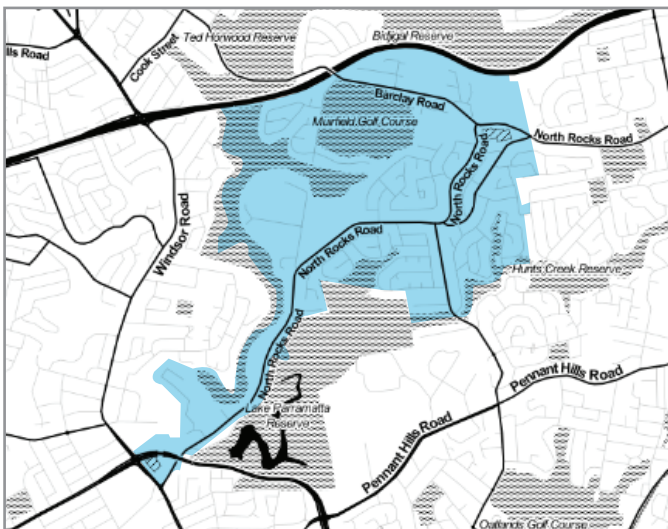 Ted Horwood Reserve
Bidjigal Reserve
lls Road
Cook Street
Barclay Road
Muirfield Golf Course
North Rocks Road
North Rocks Road
North Rocks Road
Windsor Road
Hunts Creek Reserve
North Rocks Road
Pennant Hills Road
Lake Parramatta
Reserve
Pennant Hills Road
Oatlands Golf Course